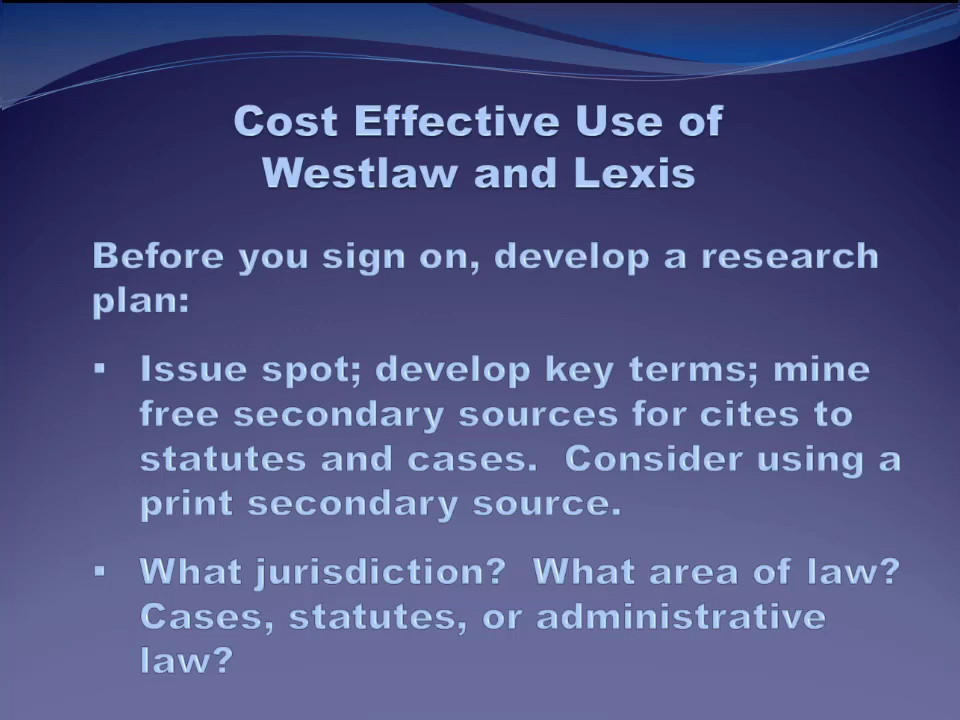 Cost Effective Use of
Westlaw and Lexis
Before you sign on, develop a research
plan:
▪ Issue spot; develop key terms; mine
free secondary sources for cites to
statutes and cases.  Consider using a
print secondary source.
▪ What jurisdiction?  What area of law?
Cases, statutes, or administrative
law?